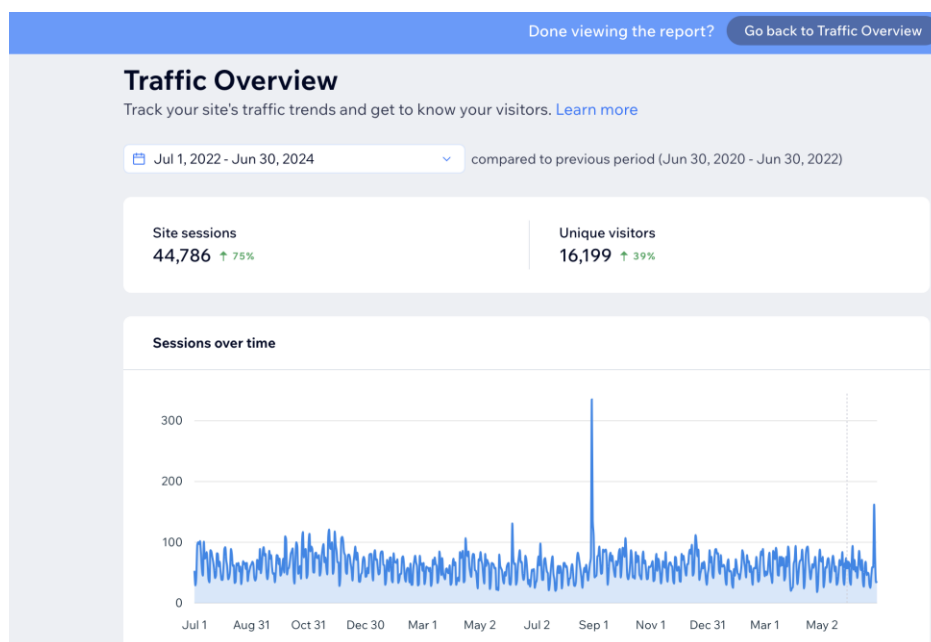 Done viewing the report? Go back to Traffic Overview
Traffic Overview
Track your site's traffic trends and get to know your visitors. Learn more
Jul 1, 2022 - Jun 30, 2024 compared to previous period (Jun 30, 2020 - Jun 30, 2022)
Site sessions
44,786 ↑ 75%
Unique visitors
16,199 ↑ 39%
Sessions over time
300
200
100
0
Jul 1 Aug 31 Oct 31 Dec 30 Mar 1 May 2 Jul 2 Sep 1 Nov 1 Dec 31 Mar 1 May 2